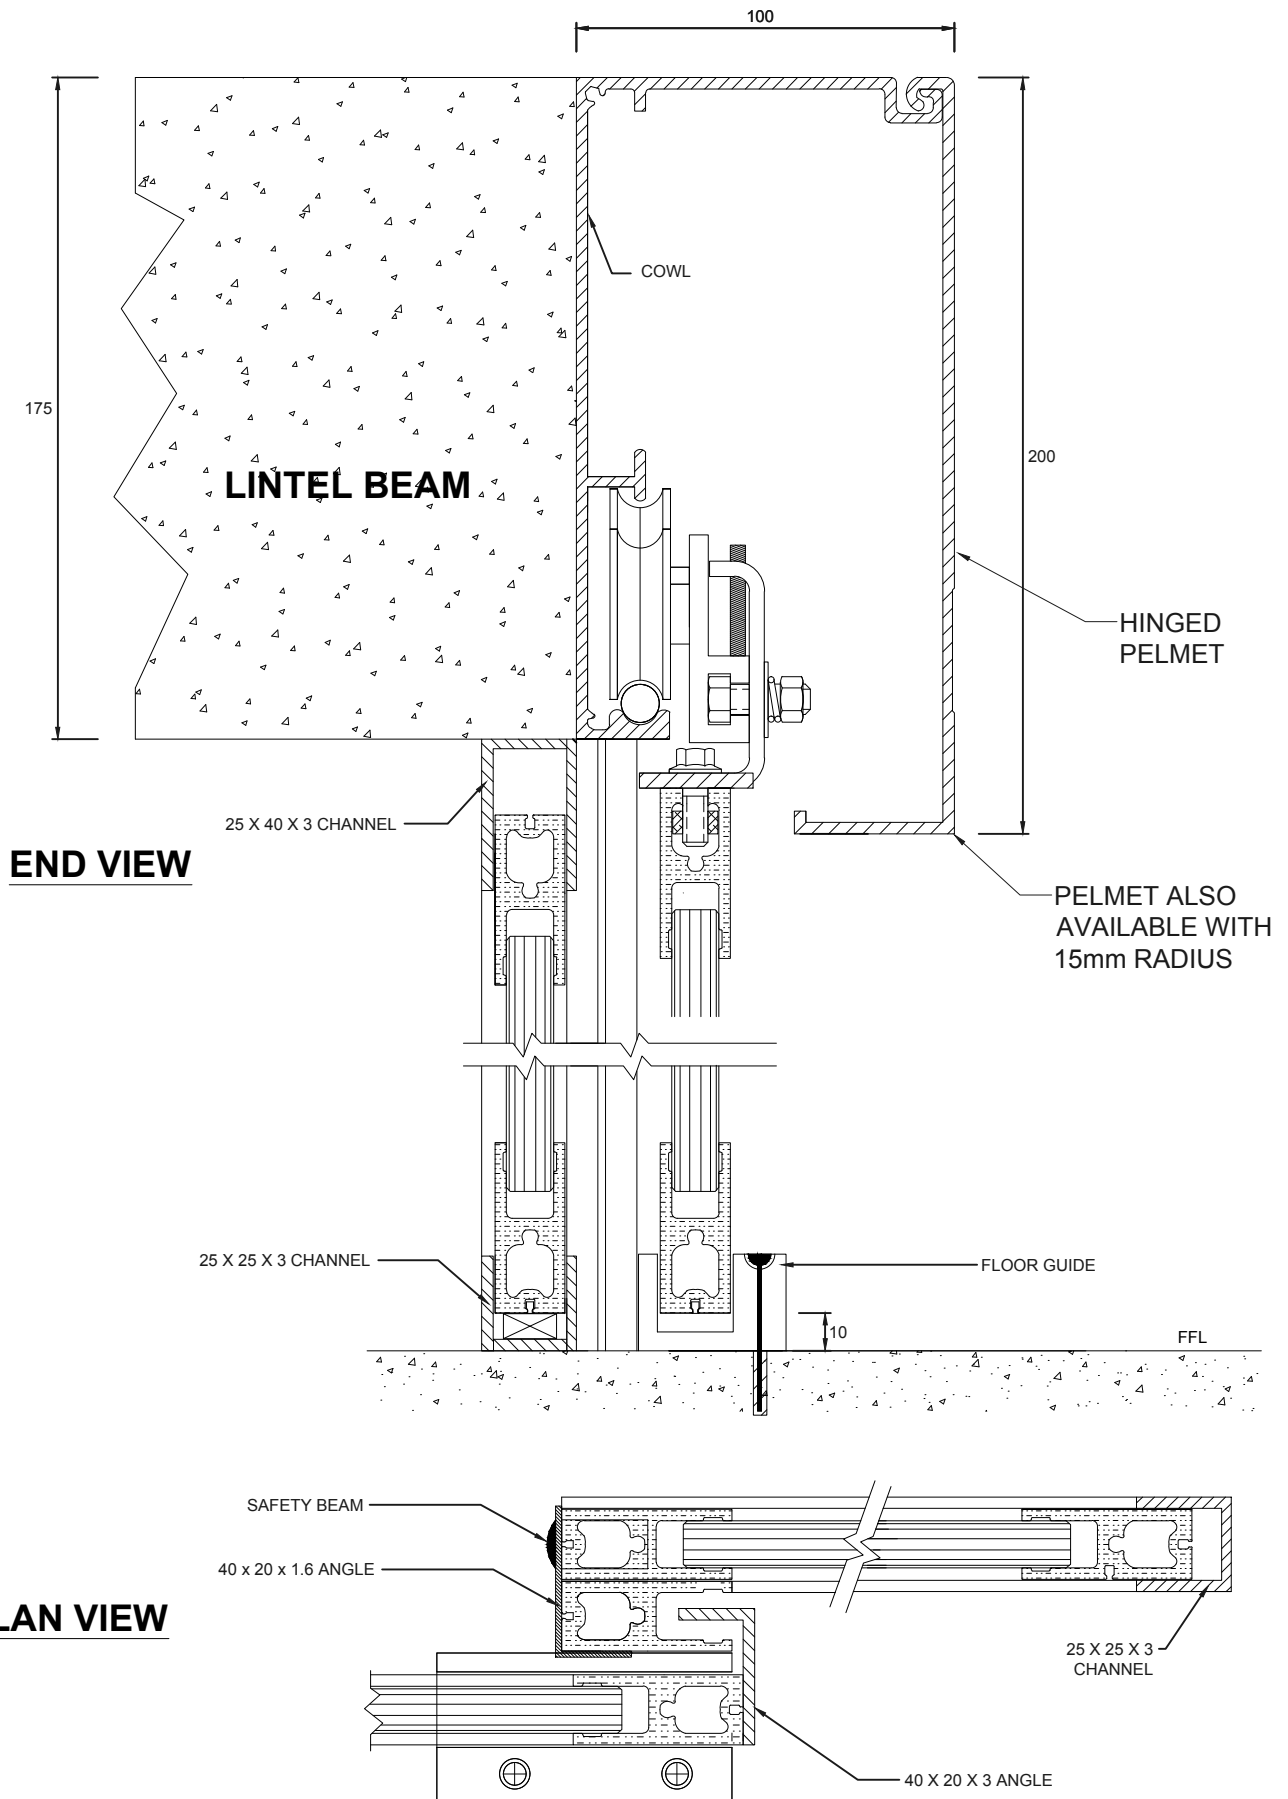 100
175
COWL
LINTEL BEAM
200
HINGED
PELMET
25 X 40 X 3 CHANNEL
END VIEW
PELMET ALSO
AVAILABLE WITH
15mm RADIUS
25 X 25 X 3 CHANNEL
FLOOR GUIDE
10
FFL
SAFETY BEAM
40 x 20 x 1.6 ANGLE
LAN VIEW
25 X 25 X 3
CHANNEL
40 X 20 X 3 ANGLE